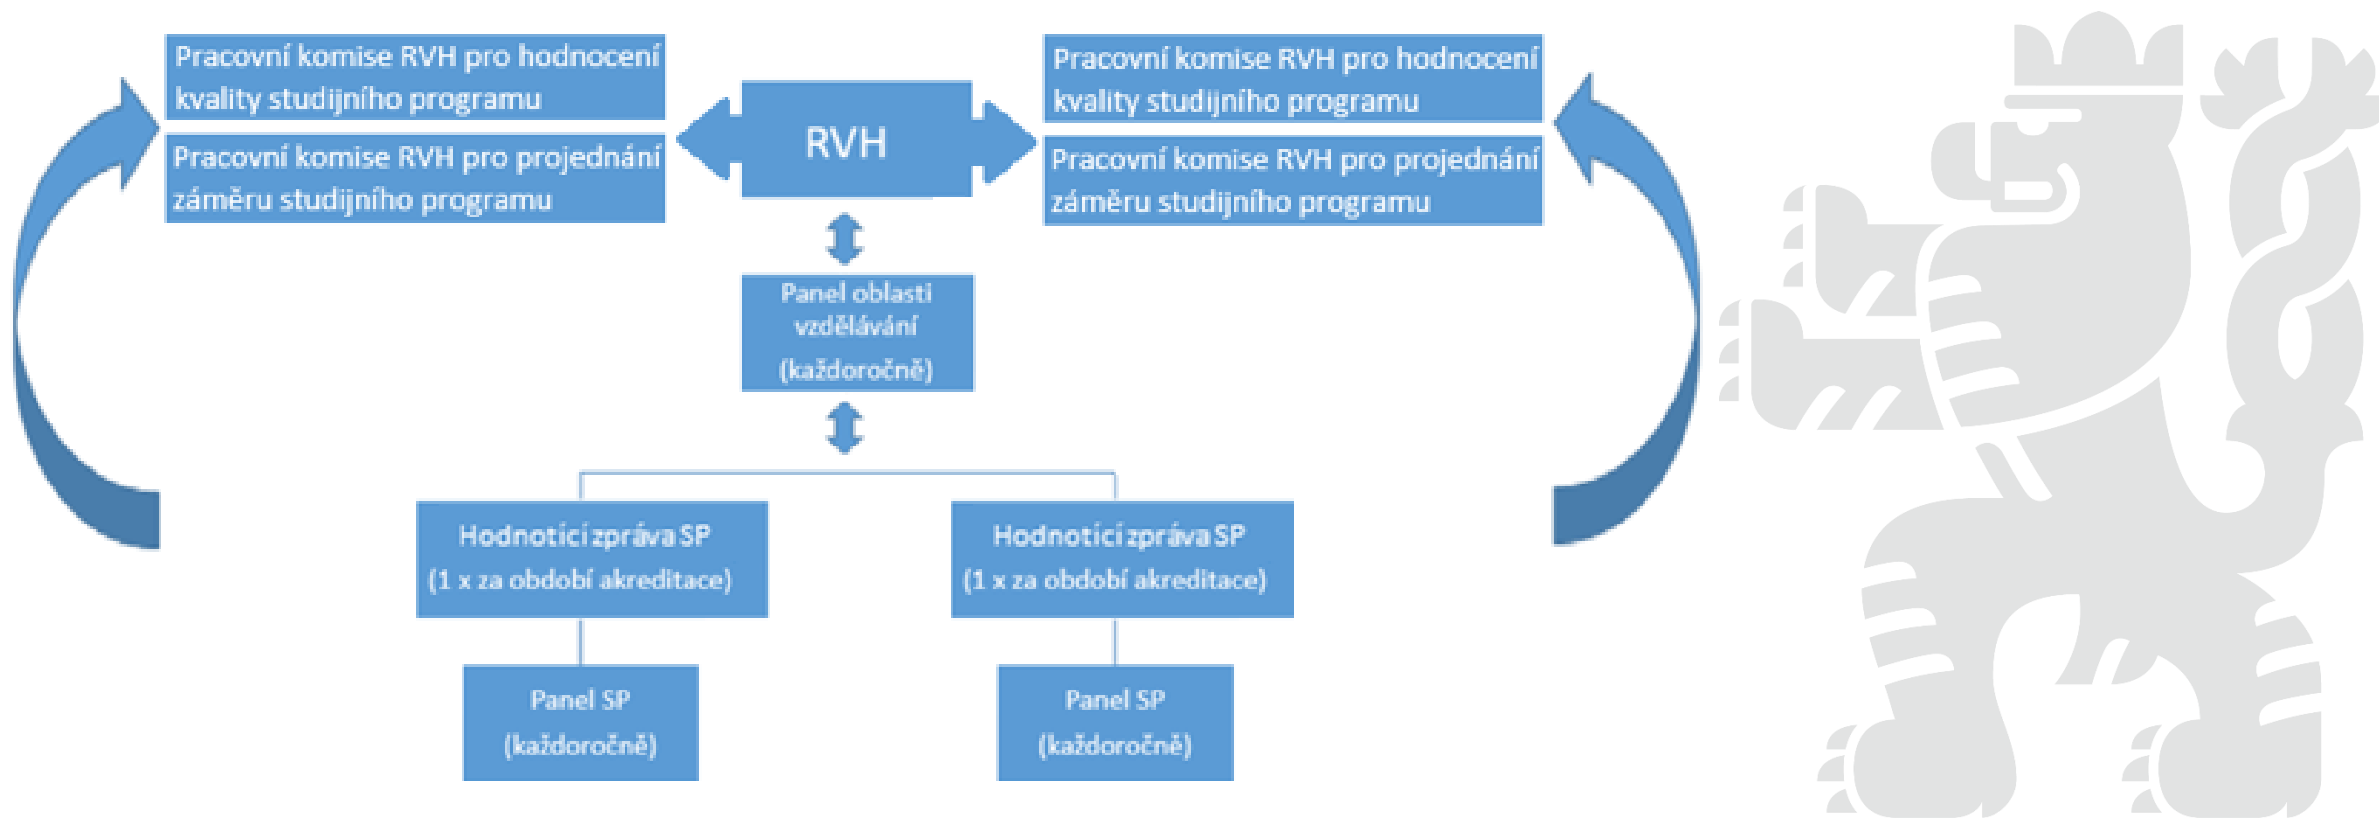 Pracovní komise RVH pro hodnocení
kvality studijního programu
Pracovní komise RVH pro projednání
záměru studijního programu
RVH
Pracovní komise RVH pro hodnocení
kvality studijního programu
Pracovní komise RVH pro projednání
záměru studijního programu
Panel oblasti
vzdělávání
(každoročně)
Hodnotící zpráva SP
(1 x za období akreditace)
Hodnotící zpráva SP
(1 x za období akreditace)
Panel SP
(každoročně)
Panel SP
(každoročně)